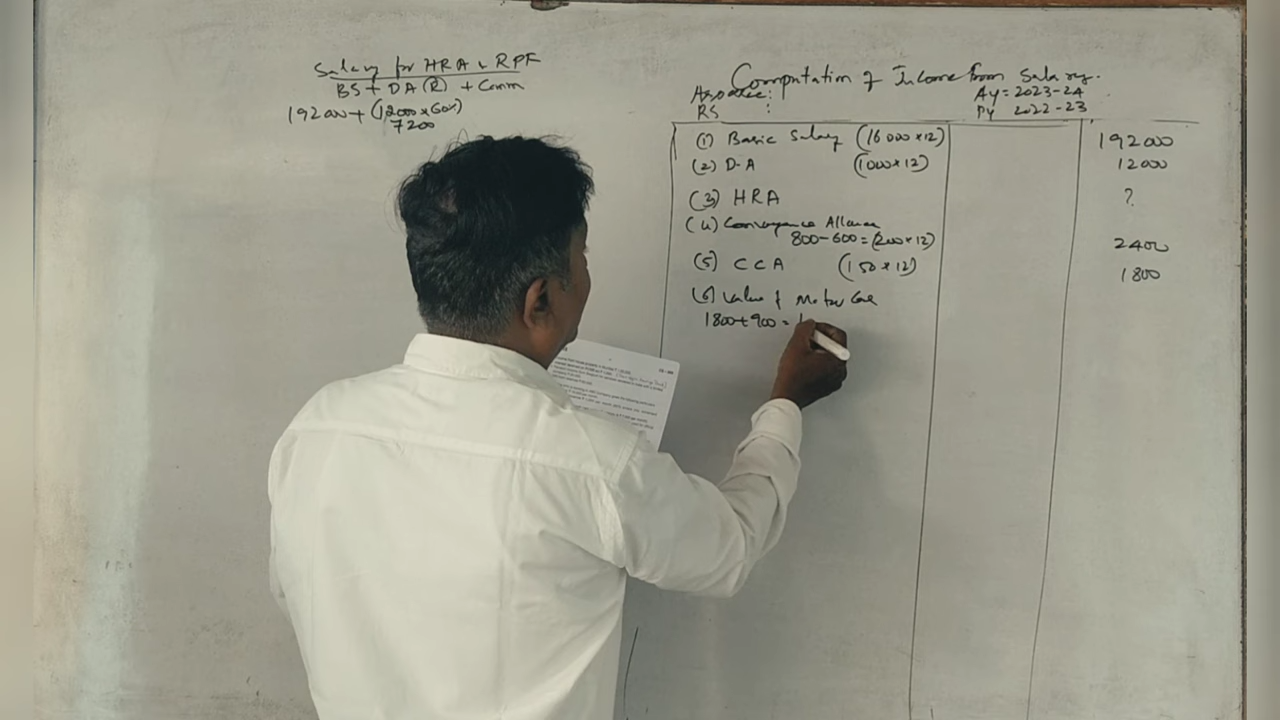 Salary for HRA & RPF
BS + DA (R) + Comm
192000 + (12000 x 60%)
7200
Computation of Income from Salary.
Assessee:
RS :
AY = 2023-24
PY 2022-23
(1) Basic Salary (16000 x 12) 192000
(2) D.A (1000 x 12) 12000
(3) HRA ?
(4) Conveyance Allowance
800-600 = (200 x 12) 2400
(5) CCA (150 x 12) 1800
(6) Value of Motor Car
1800 + 900 =